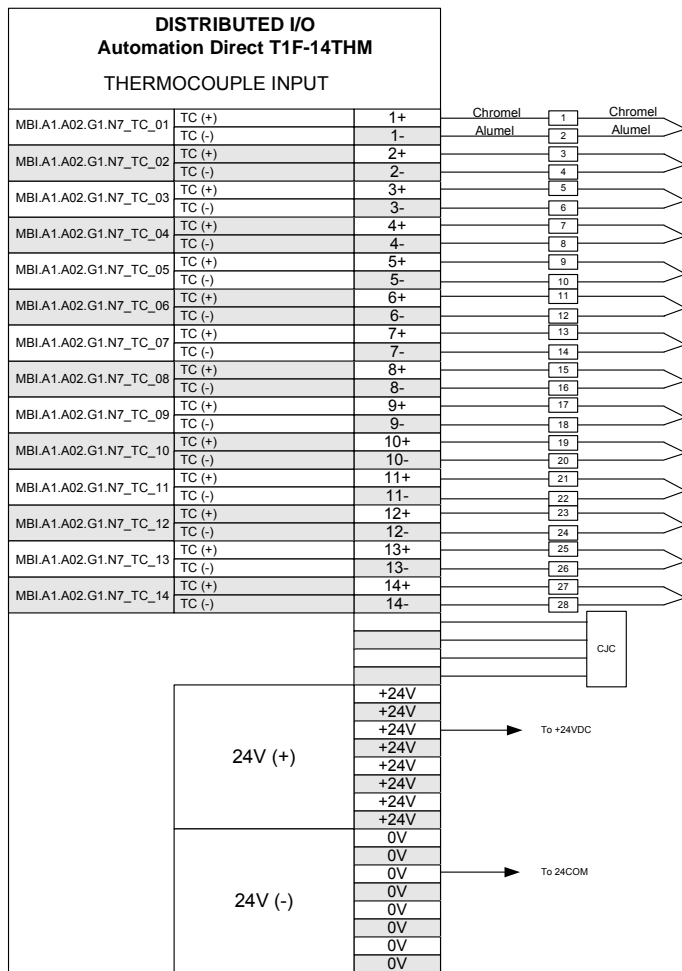 DISTRIBUTED I/O
Automation Direct T1F-14THM
THERMOCOUPLE INPUT
MBI.A1.A02.G1.N7_TC_01 TC (+) 1+ Chromel 1 Chromel
TC (-) 1- Alumel 2 Alumel
MBI.A1.A02.G1.N7_TC_02 TC (+) 2+ 3
TC (-) 2- 4
MBI.A1.A02.G1.N7_TC_03 TC (+) 3+ 5
TC (-) 3- 6
MBI.A1.A02.G1.N7_TC_04 TC (+) 4+ 7
TC (-) 4- 8
MBI.A1.A02.G1.N7_TC_05 TC (+) 5+ 9
TC (-) 5- 10
MBI.A1.A02.G1.N7_TC_06 TC (+) 6+ 11
TC (-) 6- 12
MBI.A1.A02.G1.N7_TC_07 TC (+) 7+ 13
TC (-) 7- 14
MBI.A1.A02.G1.N7_TC_08 TC (+) 8+ 15
TC (-) 8- 16
MBI.A1.A02.G1.N7_TC_09 TC (+) 9+ 17
TC (-) 9- 18
MBI.A1.A02.G1.N7_TC_10 TC (+) 10+ 19
TC (-) 10- 20
MBI.A1.A02.G1.N7_TC_11 TC (+) 11+ 21
TC (-) 11- 22
MBI.A1.A02.G1.N7_TC_12 TC (+) 12+ 23
TC (-) 12- 24
MBI.A1.A02.G1.N7_TC_13 TC (+) 13+ 25
TC (-) 13- 26
MBI.A1.A02.G1.N7_TC_14 TC (+) 14+ 27
TC (-) 14- 28
CJC
24V (+)
+24V
+24V
+24V To +24VDC
+24V
+24V
+24V
+24V
+24V
24V (-)
0V
0V
0V To 24COM
0V
0V
0V
0V
0V